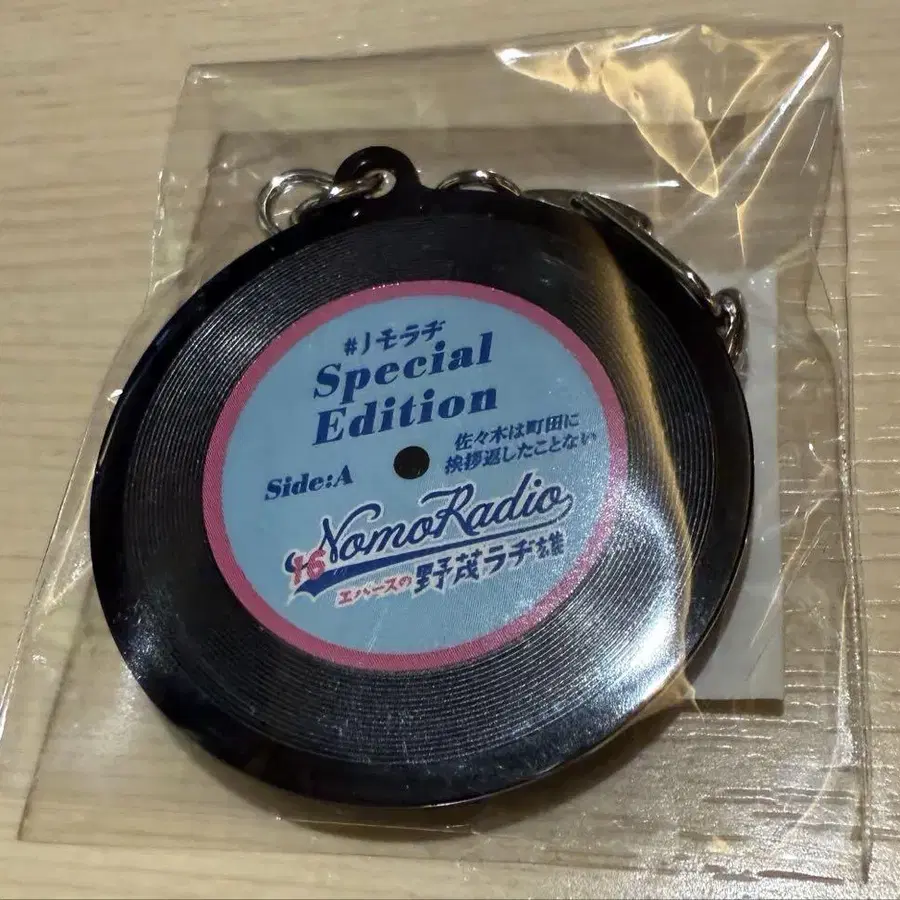 #ノモラヂ
Special
Edition
佐々木は町田に
挨拶返したことない
Side:A
NomoRadio
16
エバースの野茂ラヂ雄